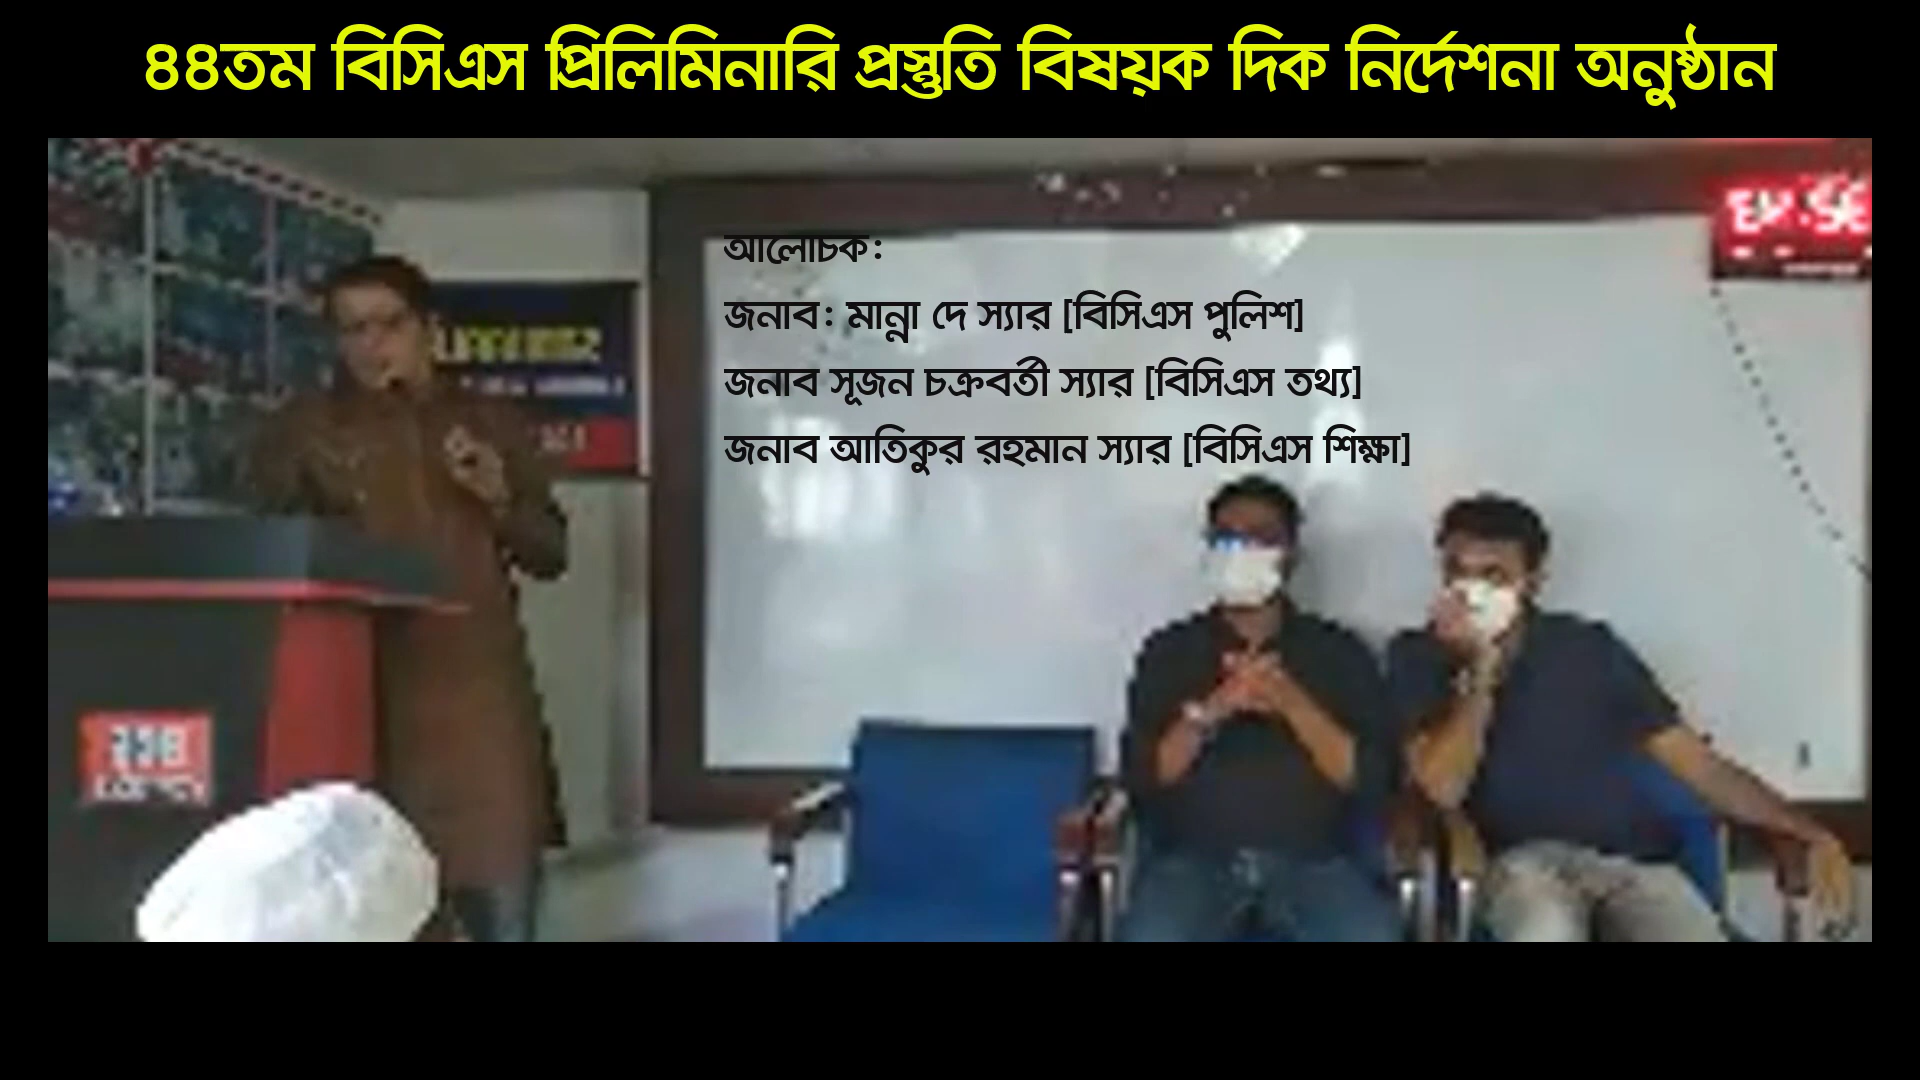 ৪৪তম বিসিএস প্রিলিমিনারি প্রস্তুতি বিষয়ক দিক নির্দেশনা অনুষ্ঠান
আলোচক:
জনাব: মান্না দে স্যার [বিসিএস পুলিশ]
জনাব সূজন চক্রবর্তী স্যার [বিসিএস তথ্য]
জনাব আতিকুর রহমান স্যার [বিসিএস শিক্ষা]